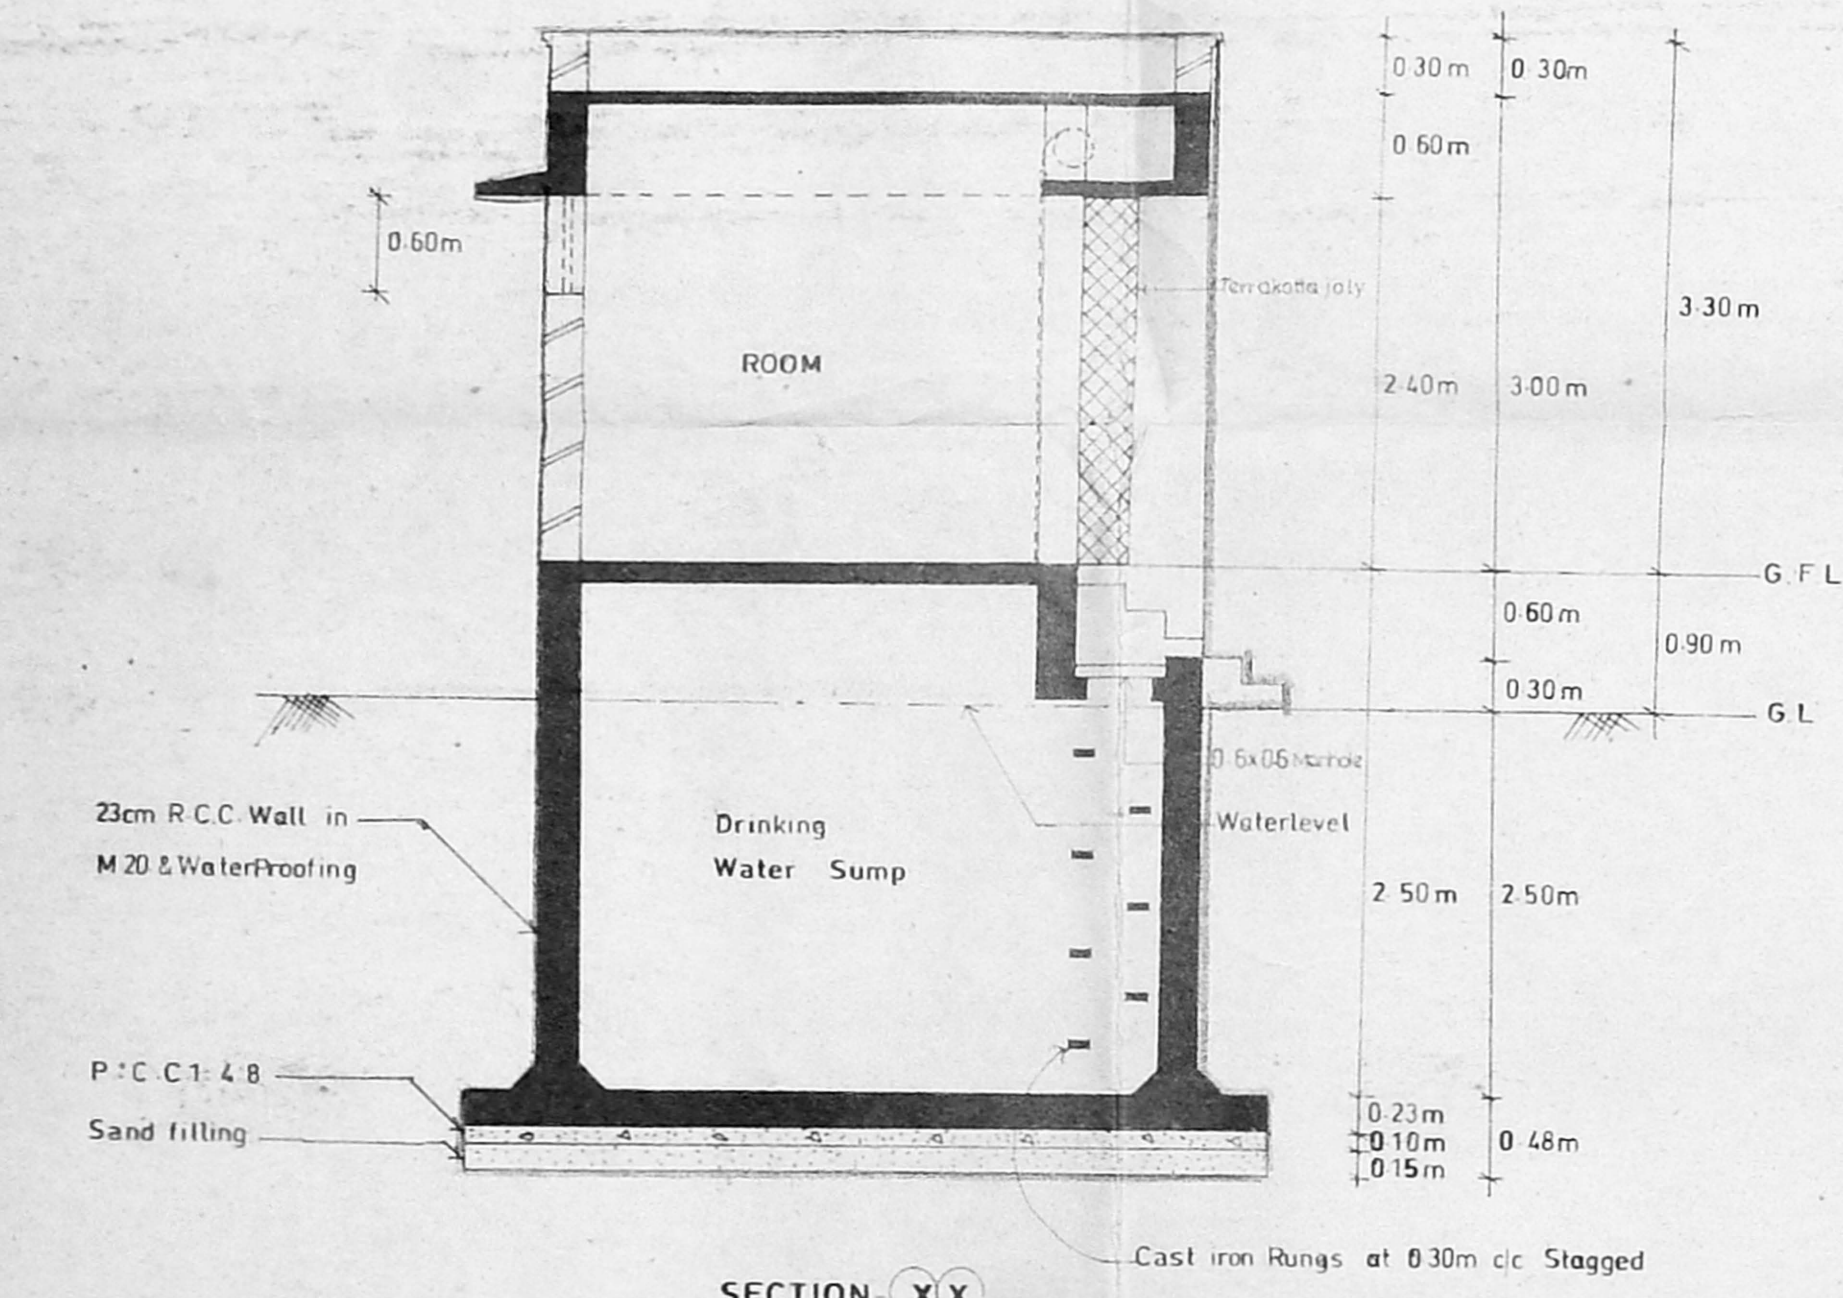 0.30m 0.30m
0.60m
0.60m
Terrakotta joly
3.30m
ROOM
2.40m 3.00m
G.F L
0.60m
0.90m
0.30m
G L
0.6x0.6 Manhole
23cm R.C.C. Wall in
M 20 & WaterProofing
Drinking
Water Sump
Waterlevel
2.50m 2.50m
P.C.C 1:4:8
Sand filling
0.23m
0.10m
0.48m
0.15m
Cast iron Rungs at 0.30m c/c Stagged
SECTION- X X